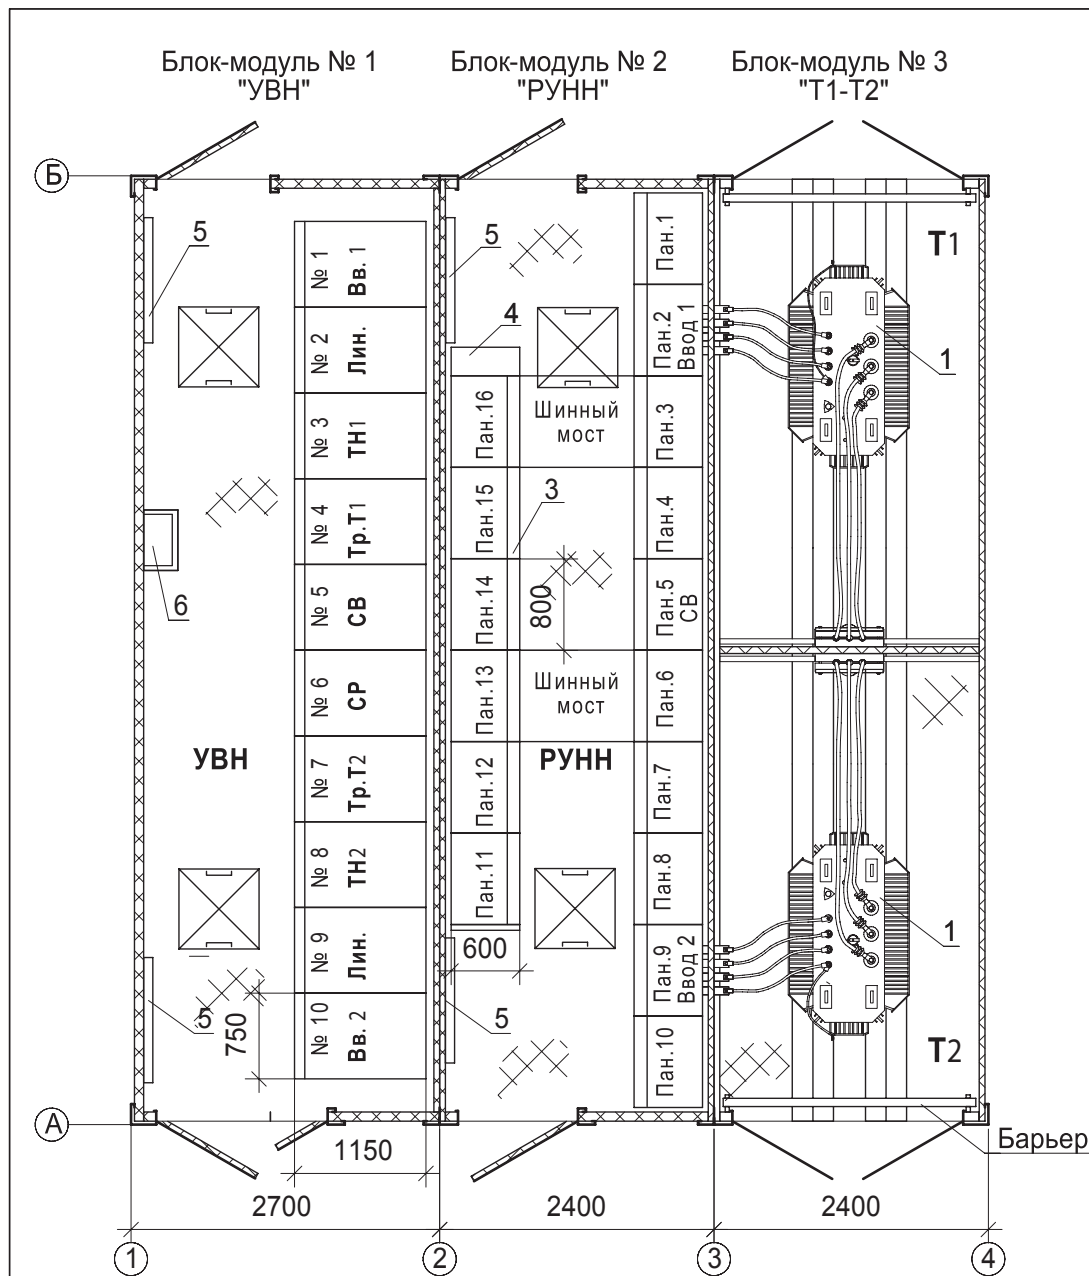 Блок-модуль № 1
"УВН"
Блок-модуль № 2
"РУНН"
Блок-модуль № 3
"Т1-Т2"
Б
5
№ 1
Вв. 1
№ 2
Лин.
№ 3
ТН1
№ 4
Тр.Т1
№ 5
СВ
№ 6
СР
№ 7
Тр.Т2
№ 8
ТН2
№ 9
Лин.
№ 10
Вв. 2
6
УВН
5
750
1150
5
4
Пан.16
Пан.15
Пан.14
Пан.13
Пан.12
Пан.11
Шинный
мост
3
800
Шинный
мост
РУНН
600
5
Пан.1
Пан.2
Ввод 1
Пан.3
Пан.4
Пан.5
СВ
Пан.6
Пан.7
Пан.8
Пан.9
Ввод 2
Пан.10
Т1
1
1
Т2
Барьер
А
2700
2400
2400
1
2
3
4